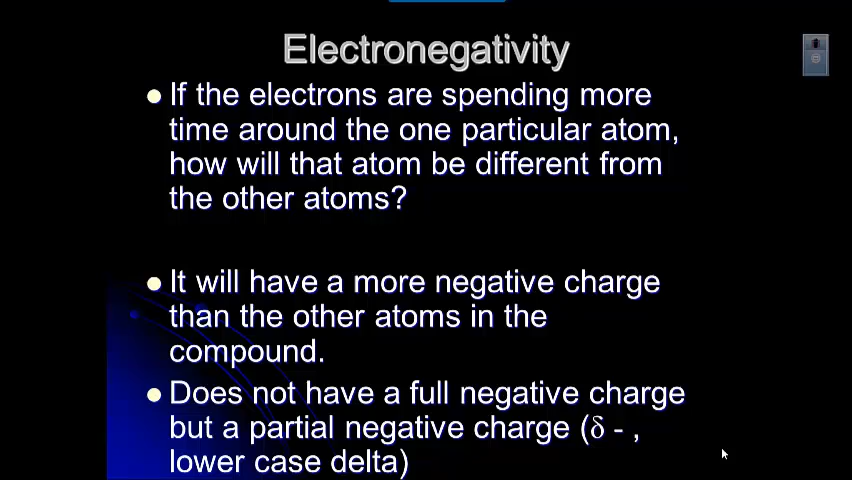 Electronegativity
If the electrons are spending more
time around the one particular atom,
how will that atom be different from
the other atoms?
It will have a more negative charge
than the other atoms in the
compound.
Does not have a full negative charge
but a partial negative charge (δ - ,
lower case delta)